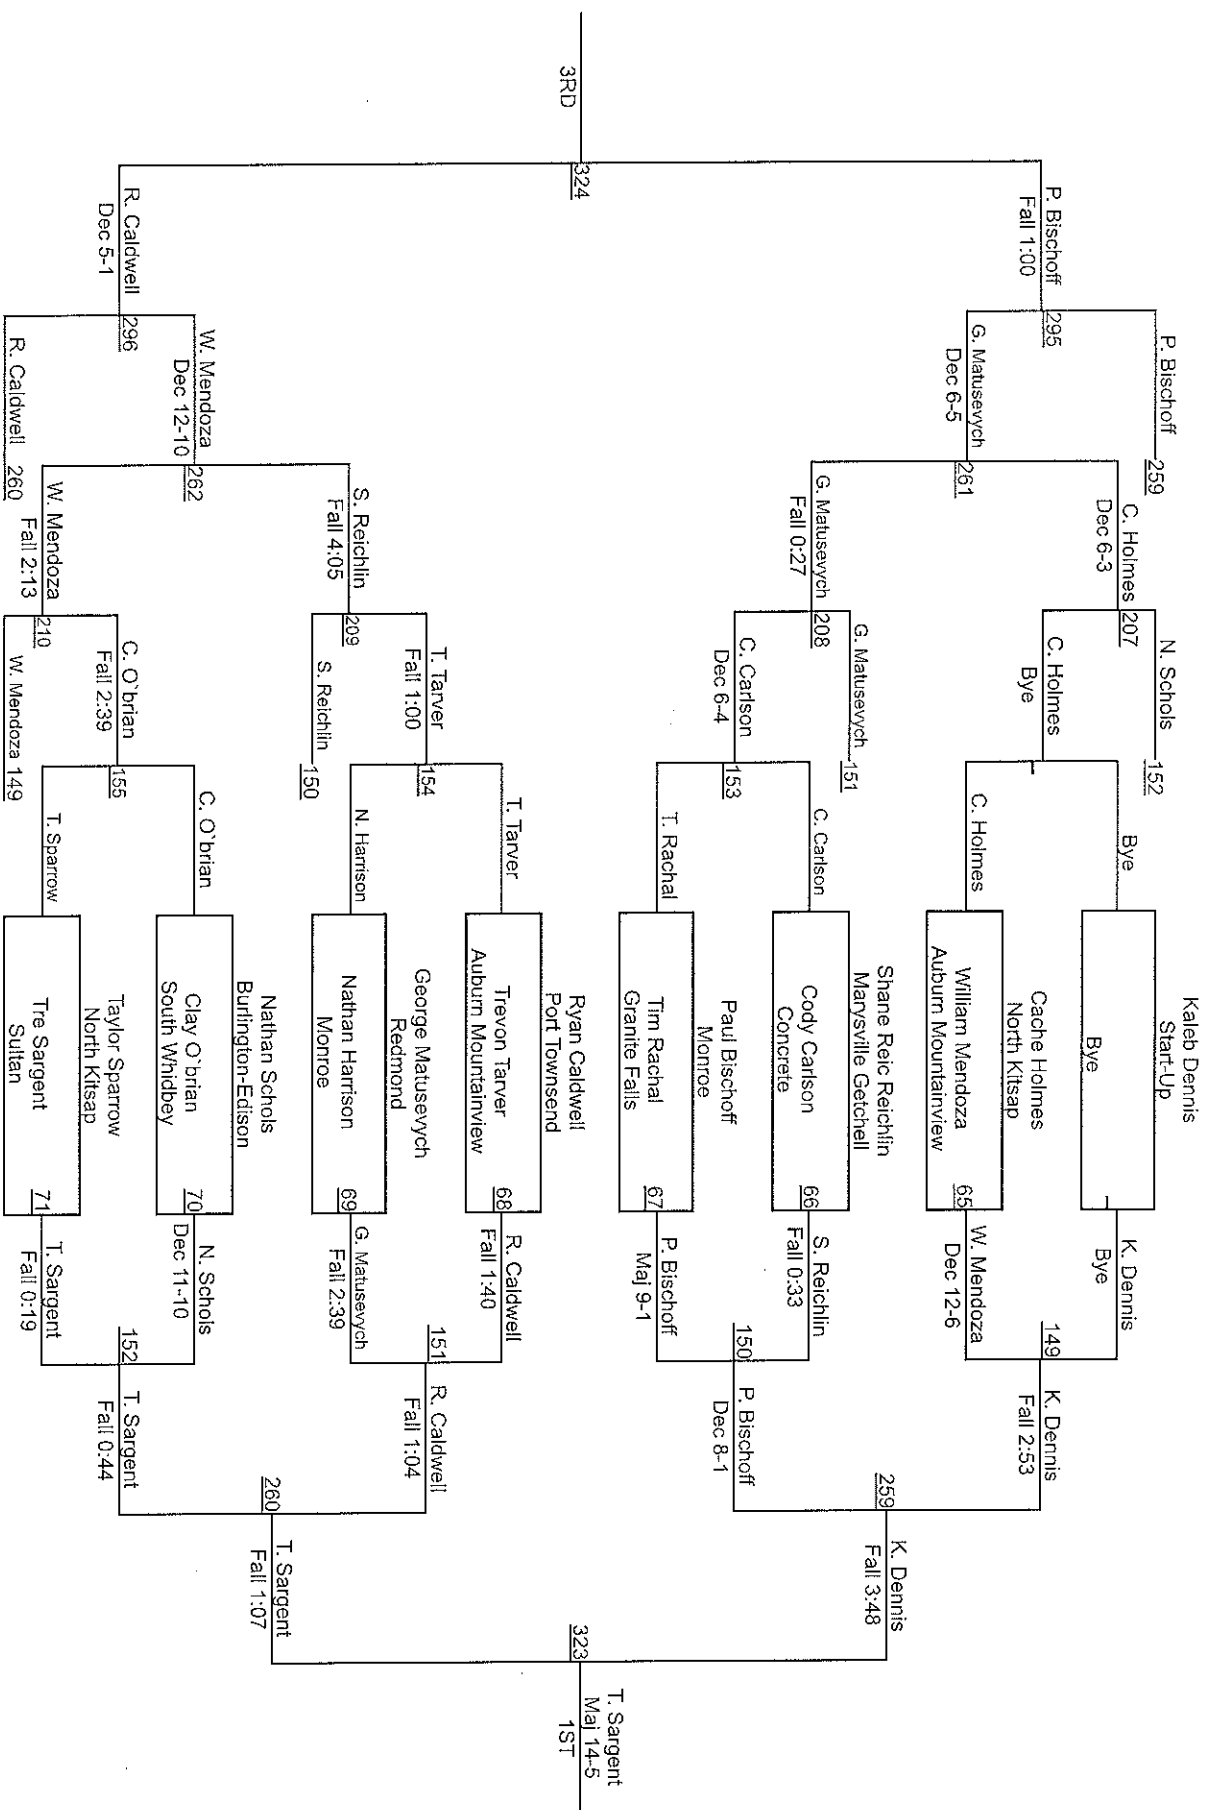 Kaleb Dennis
Start-Up
Bye
Bye
K. Dennis
Bye
Cache Holmes
North Kitsap
William Mendoza
Auburn Mountainview
65
C. Holmes
W. Mendoza
Dec 12-6
149
K. Dennis
Fall 2:53
Shane Reic Reichlin
Marysville Getchell
Cody Carlson
Concrete
66
C. Carlson
S. Reichlin
Fall 0:33
Paul Bischoff
Monroe
Tim Rachal
Granite Falls
67
T. Rachal
P. Bischoff
Maj 9-1
150
P. Bischoff
Dec 8-1
259
K. Dennis
Fall 3:48
Ryan Caldwell
Port Townsend
Trevon Tarver
Auburn Mountainview
68
T. Tarver
R. Caldwell
Fall 1:40
George Matusevych
Redmond
Nathan Harrison
Monroe
69
N. Harrison
G. Matusevych
Fall 2:39
151
R. Caldwell
Fall 1:04
Nathan Schols
Burlington-Edison
Clay O`brian
South Whidbey
70
C. O`brian
N. Schols
Dec 11-10
Taylor Sparrow
North Kitsap
Tre Sargent
Sultan
71
T. Sparrow
T. Sargent
Fall 0:19
152
T. Sargent
Fall 0:44
260
T. Sargent
Fall 1:07
323
T. Sargent
Maj 14-5
1ST
N. Schols
152
C. Holmes
Bye
207
C. Holmes
Dec 6-3
G. Matusevych
151
153
C. Carlson
Dec 6-4
208
G. Matusevych
Fall 0:27
261
G. Matusevych
Dec 6-5
P. Bischoff
259
295
P. Bischoff
Fall 1:00
154
T. Tarver
Fall 1:00
S. Reichlin
150
209
S. Reichlin
Fall 4:05
155
C. O`brian
Fall 2:39
W. Mendoza 149
210
W. Mendoza
Fall 2:13
262
W. Mendoza
Dec 12-10
R. Caldwell 260
296
R. Caldwell
Dec 5-1
324
3RD